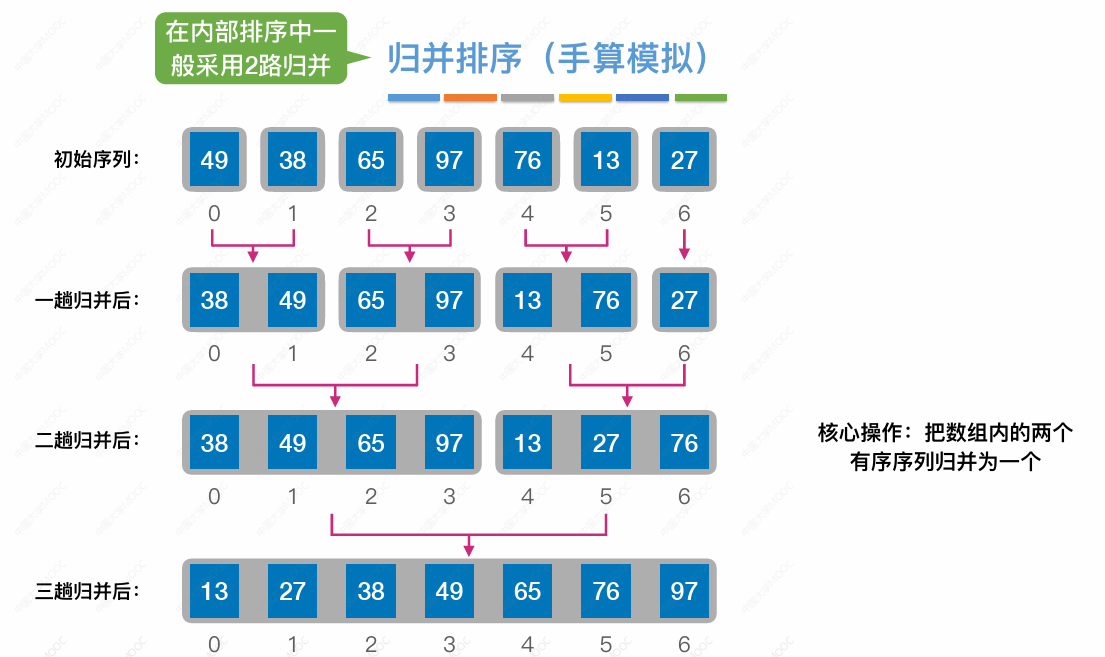 在内部排序中一
般采用2路归并
归并排序（手算模拟）
初始序列：
49 38 65 97 76 13 27
0 1 2 3 4 5 6
一趟归并后：
38 49 65 97 13 76 27
0 1 2 3 4 5 6
二趟归并后：
38 49 65 97 13 27 76
0 1 2 3 4 5 6
核心操作：把数组内的两个
有序序列归并为一个
三趟归并后：
13 27 38 49 65 76 97
0 1 2 3 4 5 6